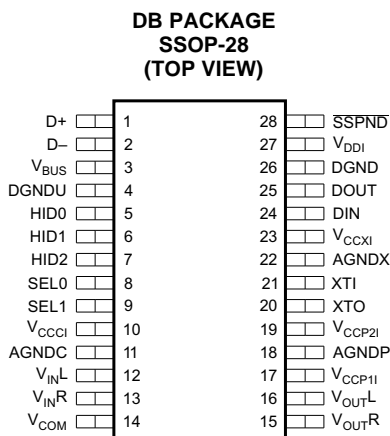 DB PACKAGE
SSOP-28
(TOP VIEW)
D+ 1 28 SSPND
D– 2 27 VDDI
VBUS 3 26 DGND
DGNDU 4 25 DOUT
HID0 5 24 DIN
HID1 6 23 VCCXI
HID2 7 22 AGNDX
SEL0 8 21 XTI
SEL1 9 20 XTO
VCCCI 10 19 VCCP2I
AGNDC 11 18 AGNDP
VINL 12 17 VCCP1I
VINR 13 16 VOUTL
VCOM 14 15 VOUTR